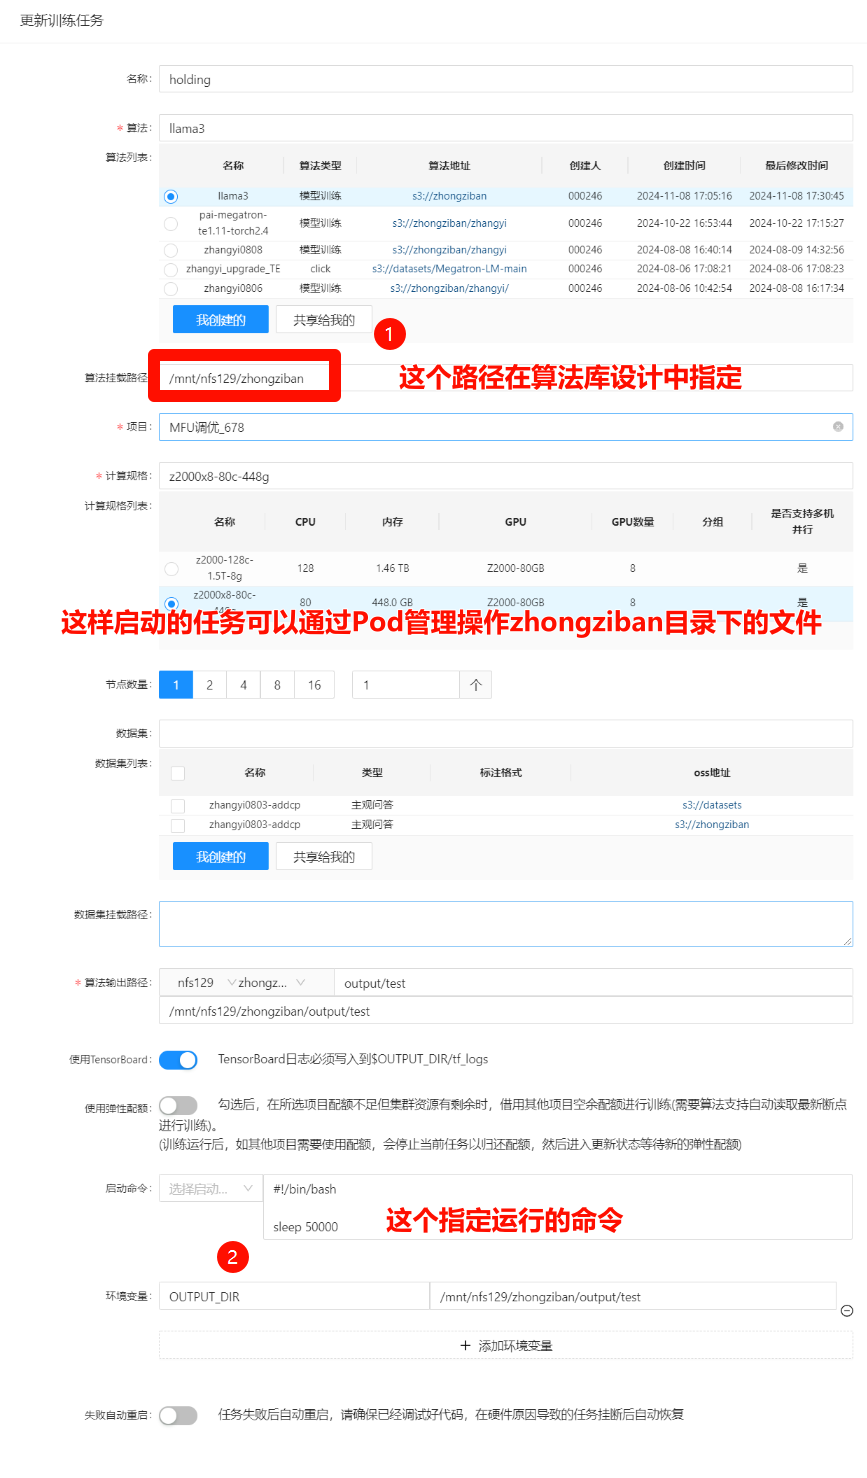 更新训练任务
名称: holding
* 算法: llama3
算法列表: 名称 算法类型 算法地址 创建人 创建时间 最后修改时间
llama3 模型训练 s3://zhongziban 000246 2024-11-08 17:05:16 2024-11-08 17:30:45
pai-megatron-te1.11-torch2.4 模型训练 s3://zhongziban/zhangyi 000246 2024-10-22 16:53:44 2024-10-22 17:15:27
zhangyi0808 模型训练 s3://zhongziban/zhangyi 000246 2024-08-08 16:40:14 2024-08-09 14:32:56
zhangyi_upgrade_TE click s3://datasets/Megatron-LM-main 000246 2024-08-06 17:08:21 2024-08-06 17:08:23
zhangyi0806 模型训练 s3://zhongziban/zhangyi/ 000246 2024-08-06 10:42:54 2024-08-08 16:17:34
我创建的 共享给我的
1
算法挂载路径 /mnt/nfs129/zhongziban 这个路径在算法库设计中指定
* 项目: MFU调优_678
* 计算规格: z2000x8-80c-448g
计算规格列表: 名称 CPU 内存 GPU GPU数量 分组 是否支持多机并行
z2000-128c-1.5T-8g 128 1.46 TB Z2000-80GB 8 是
z2000x8-80c- 80 448.0 GB Z2000-80GB 8 是
这样启动的任务可以通过Pod管理操作zhongziban目录下的文件
节点数量: 1 2 4 8 16 1 个
数据集:
数据集列表: 名称 类型 标注格式 oss地址
zhangyi0803-addcp 主观问答 s3://datasets
zhangyi0803-addcp 主观问答 s3://zhongziban
我创建的 共享给我的
数据集挂载路径:
* 算法输出路径: nfs129 zhongz... output/test
/mnt/nfs129/zhongziban/output/test
使用TensorBoard: TensorBoard日志必须写入到$OUTPUT_DIR/tf_logs
使用弹性配额: 勾选后，在所选项目配额不足但集群资源有剩余时，借用其他项目空余配额进行训练(需要算法支持自动读取最新断点
进行训练)。
(训练运行后，如其他项目需要使用配额，会停止当前任务以归还配额，然后进入更新状态等待新的弹性配额)
启动命令: 选择启动... #!/bin/bash
sleep 50000 这个指定运行的命令
2
环境变量: OUTPUT_DIR /mnt/nfs129/zhongziban/output/test
+ 添加环境变量
失败自动重启: 任务失败后自动重启，请确保已经调试好代码，在硬件原因导致的任务挂断后自动恢复